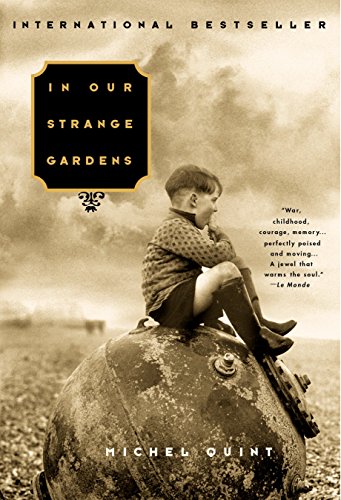 INTERNATIONAL BESTSELLER
IN OUR
STRANGE
GARDENS
"War,
childhood,
courage, memory...
perfectly poised
and moving...
A jewel that
warms the soul."
—Le Monde
MICHEL QUINT